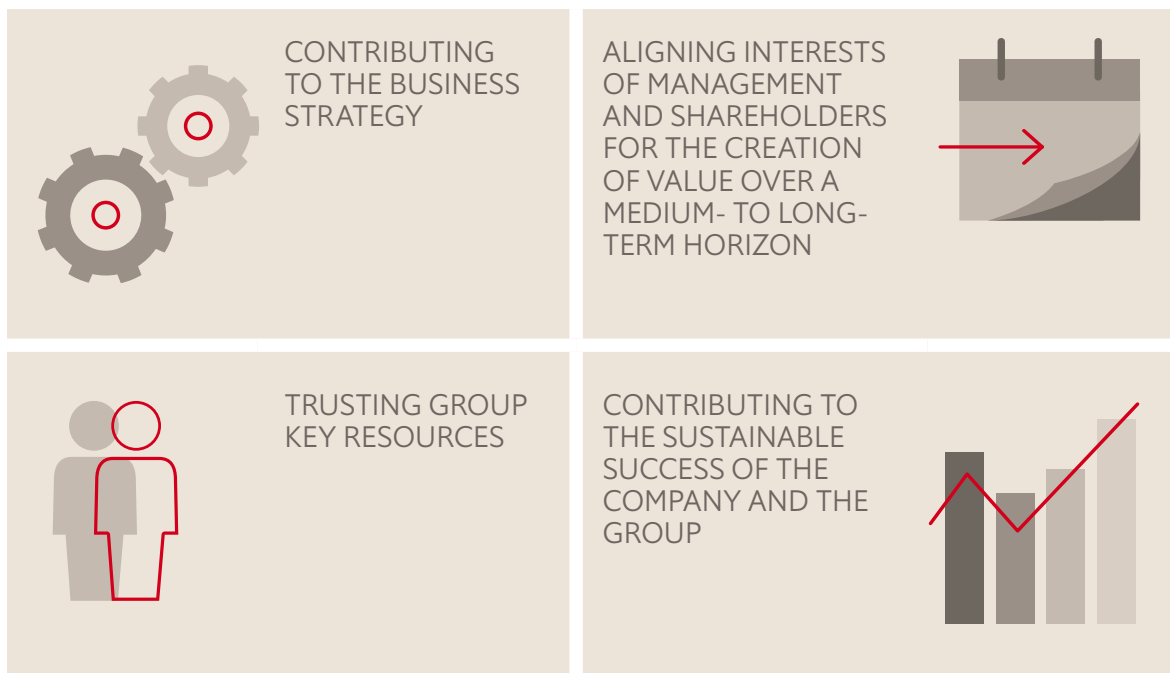 CONTRIBUTING
TO THE BUSINESS
STRATEGY
ALIGNING INTERESTS
OF MANAGEMENT
AND SHAREHOLDERS
FOR THE CREATION
OF VALUE OVER A
MEDIUM- TO LONG-
TERM HORIZON
TRUSTING GROUP
KEY RESOURCES
CONTRIBUTING TO
THE SUSTAINABLE
SUCCESS OF THE
COMPANY AND THE
GROUP